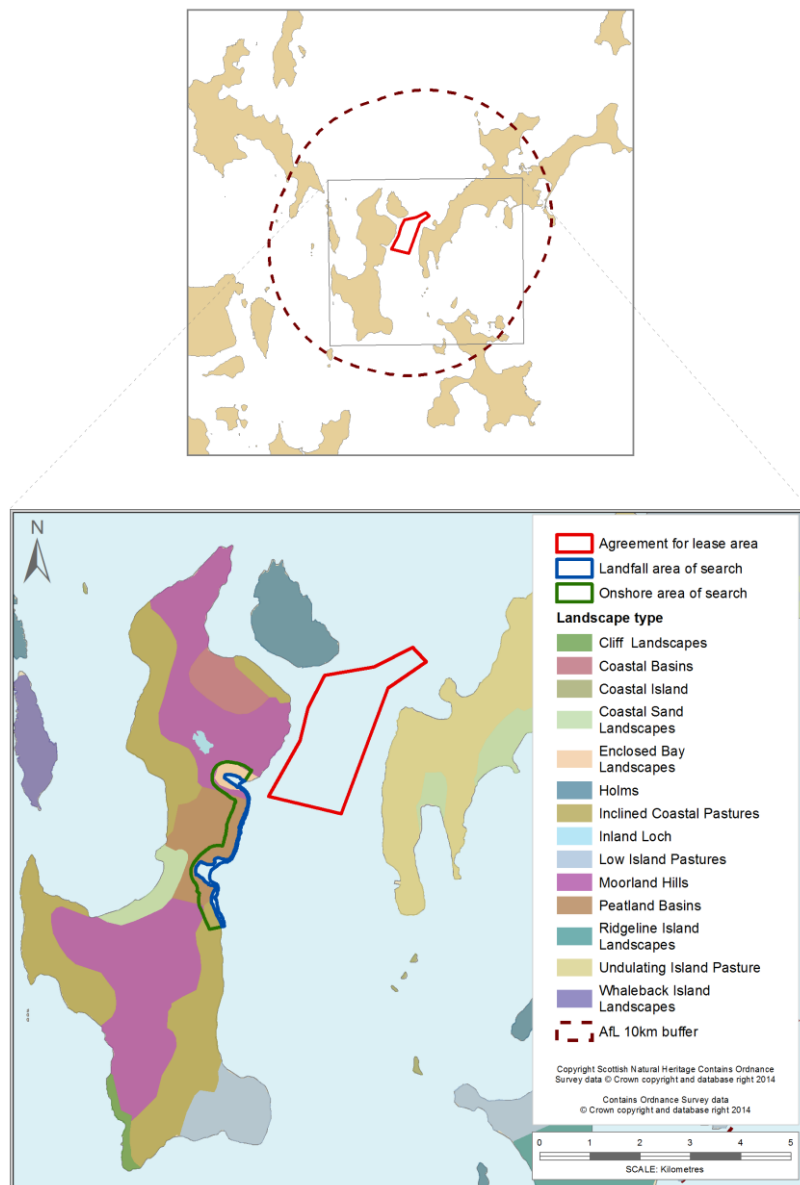 N
Agreement for lease area
Landfall area of search
Onshore area of search
Landscape type
Cliff Landscapes
Coastal Basins
Coastal Island
Coastal Sand
Landscapes
Enclosed Bay
Landscapes
Holms
Inclined Coastal Pastures
Inland Loch
Low Island Pastures
Moorland Hills
Peatland Basins
Ridgeline Island
Landscapes
Undulating Island Pasture
Whaleback Island
Landscapes
AfL 10km buffer
Copyright Scottish Natural Heritage Contains Ordnance
Survey data © Crown copyright and database right 2014
Contains Ordnance Survey data
© Crown copyright and database right 2014
0 1 2 3 4 5
SCALE: Kilometres